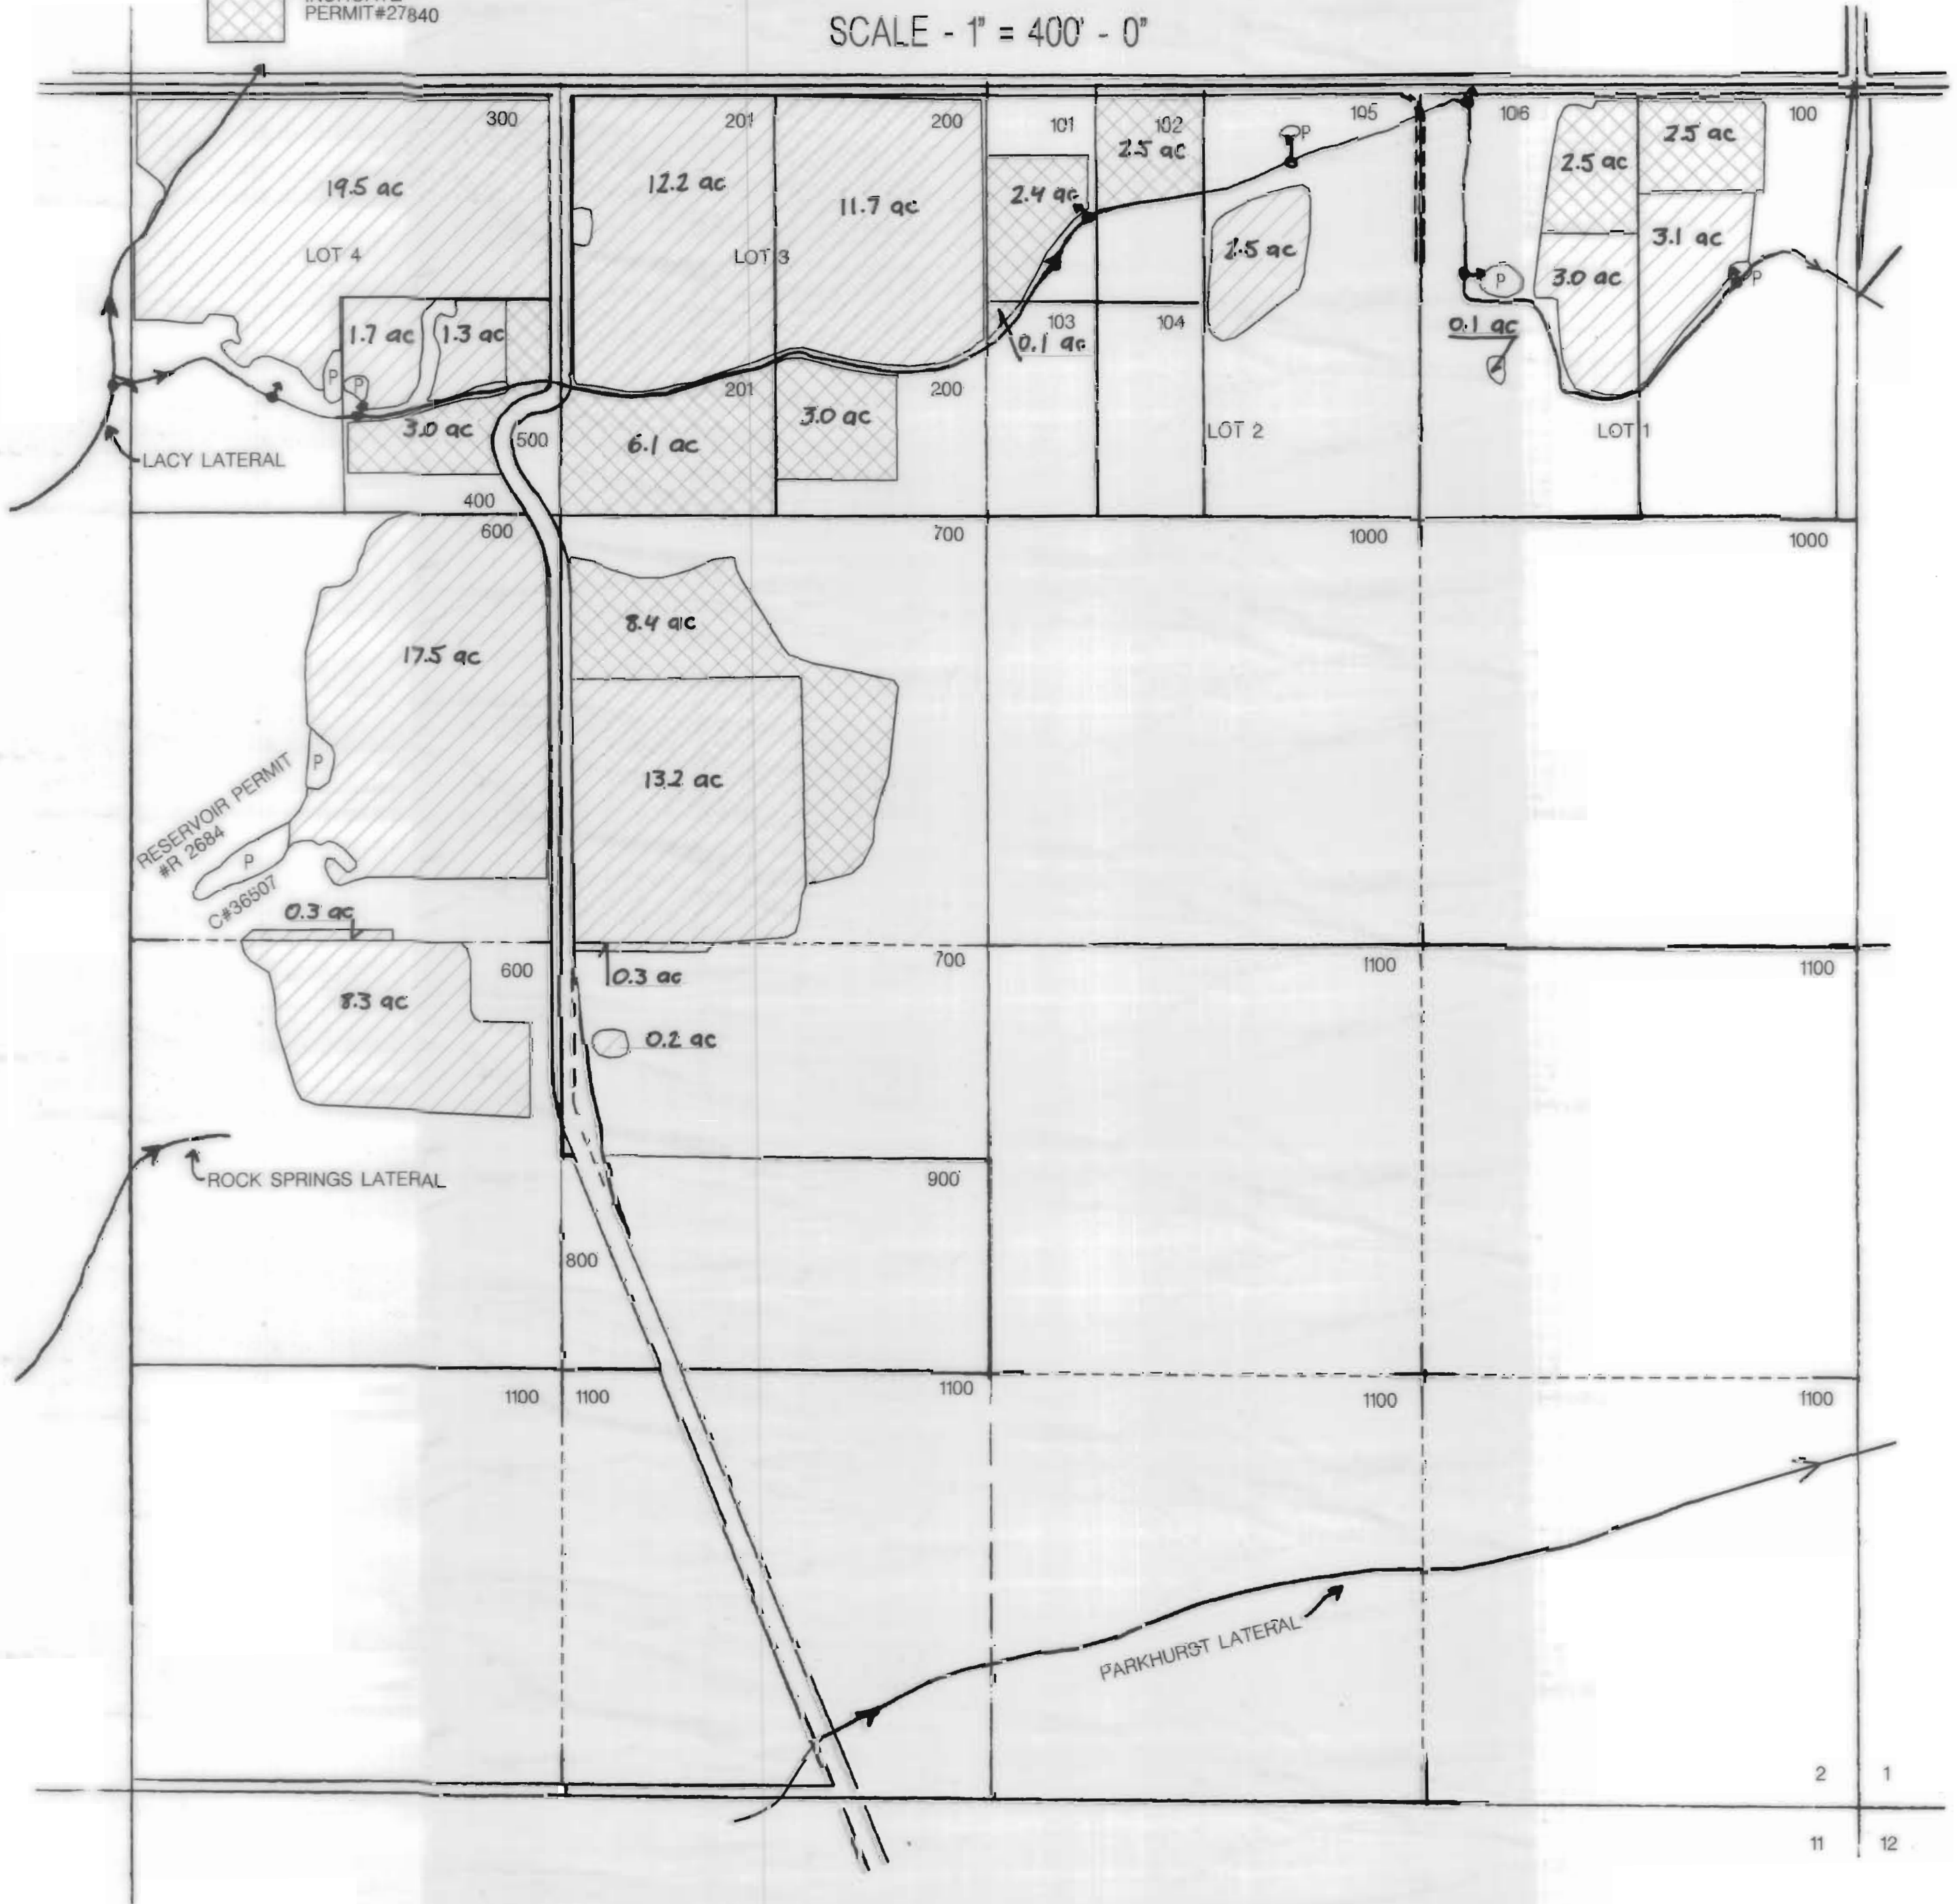 PERMIT#27840
SCALE - 1" = 400' - 0"
300
201
200
101
102
105
106
100
19.5 ac
12.2 ac
11.7 ac
2.4 ac
2.5 ac
P
2.5 ac
2.5 ac
2.5 ac
3.1 ac
3.0 ac
LOT 4
LOT 3
P
P
1.7 ac
1.3 ac
103
0.1 ac
104
0.1 ac
P
P
201
200
3.0 ac
500
6.1 ac
3.0 ac
LOT 2
LOT 1
LACY LATERAL
400
600
700
1000
1000
8.4 ac
17.5 ac
13.2 ac
P
RESERVOIR PERMIT
#R 2684
P
C#36507
0.3 ac
600
0.3 ac
700
1100
1100
8.3 ac
0.2 ac
ROCK SPRINGS LATERAL
900
800
1100
1100
1100
1100
1100
PARKHURST LATERAL
2
1
11
12